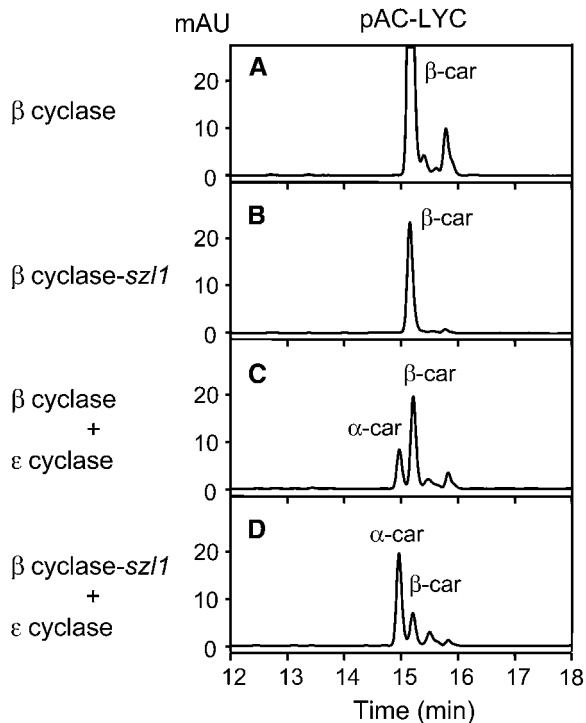 mAU pAC-LYC
β cyclase
A
β-car
20
10
0
β cyclase-szl1
B
β-car
20
10
0
β cyclase
+
ε cyclase
C
β-car
α-car
20
10
0
β cyclase-szl1
+
ε cyclase
D
α-car
β-car
20
10
0
12 13 14 15 16 17 18
Time (min)